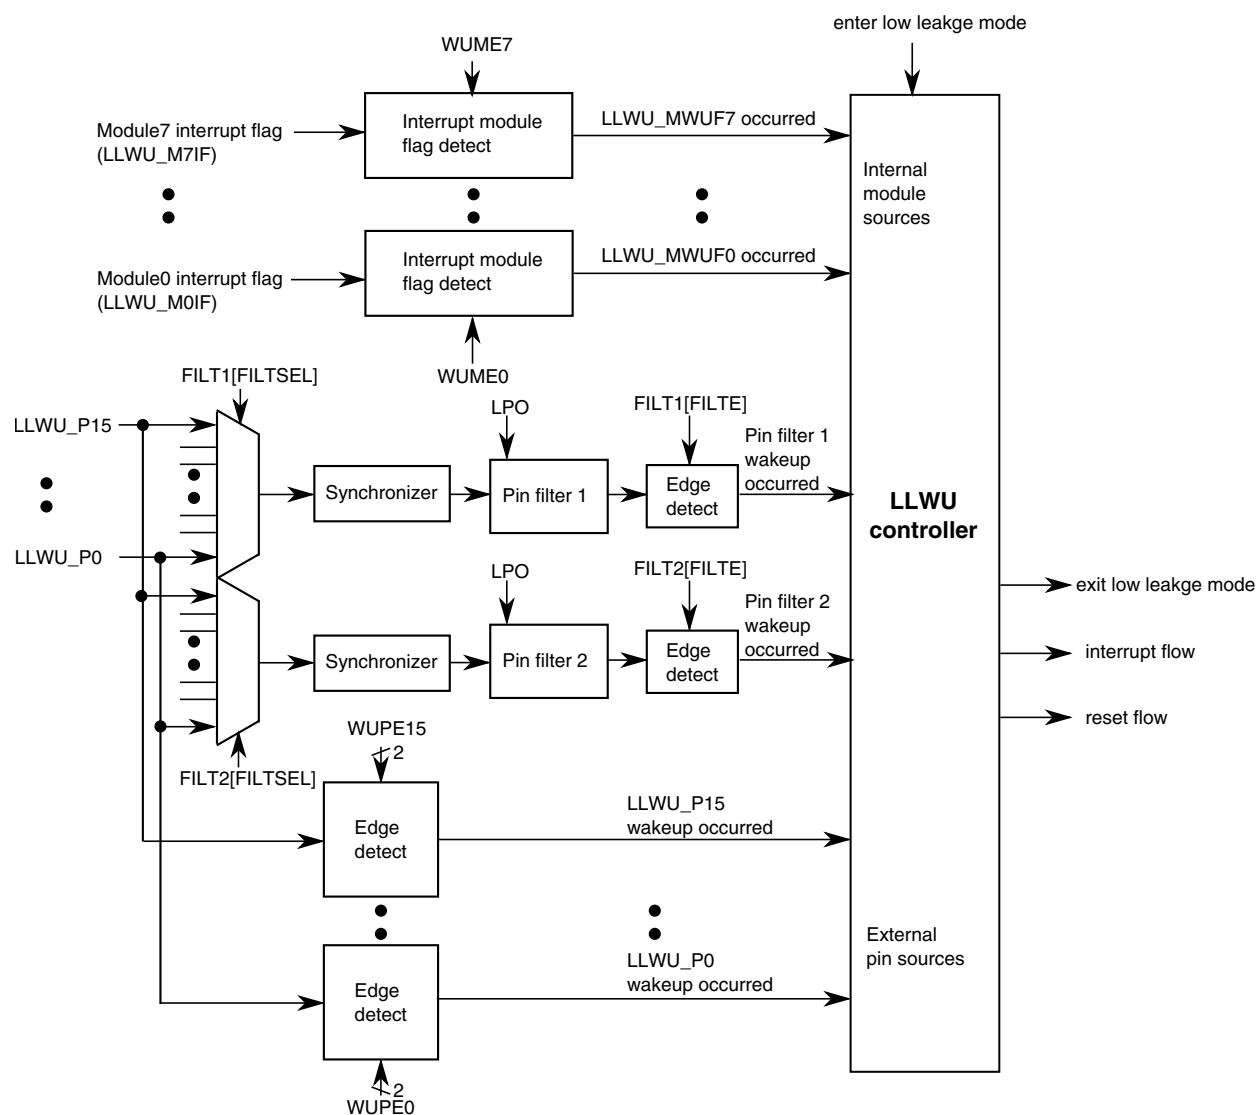 enter low leakge mode
WUME7
Module7 interrupt flag
(LLWU_M7IF)
Interrupt module
flag detect
LLWU_MWUF7 occurred
Internal
module
sources
Module0 interrupt flag
(LLWU_M0IF)
Interrupt module
flag detect
LLWU_MWUF0 occurred
WUME0
FILT1[FILTSEL]
LLWU_P15
LLWU_P0
Synchronizer
LPO
Pin filter 1
FILT1[FILTE]
Edge
detect
Pin filter 1
wakeup
occurred
LLWU
controller
Synchronizer
LPO
Pin filter 2
FILT2[FILTE]
Edge
detect
Pin filter 2
wakeup
occurred
FILT2[FILTSEL]
exit low leakge mode
interrupt flow
reset flow
WUPE15
2
Edge
detect
LLWU_P15
wakeup occurred
Edge
detect
LLWU_P0
wakeup occurred
2
WUPE0
External
pin sources